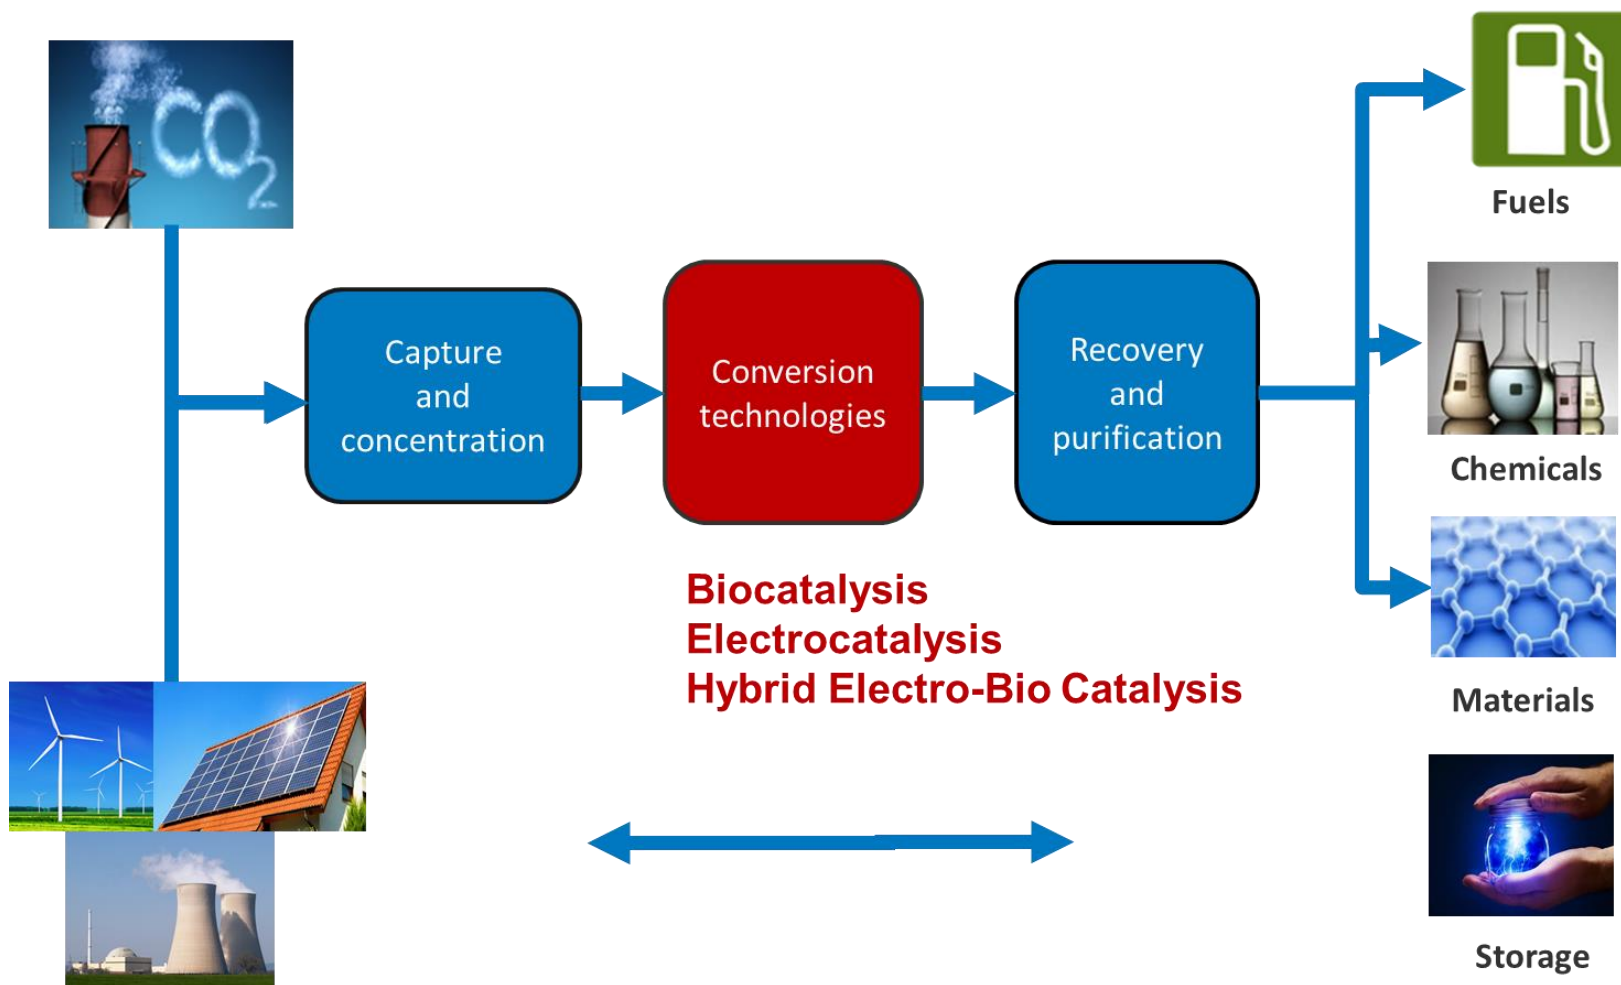 CO2
Capture
and
concentration
Conversion
technologies
Recovery
and
purification
Biocatalysis
Electrocatalysis
Hybrid Electro-Bio Catalysis
Fuels
Chemicals
Materials
Storage